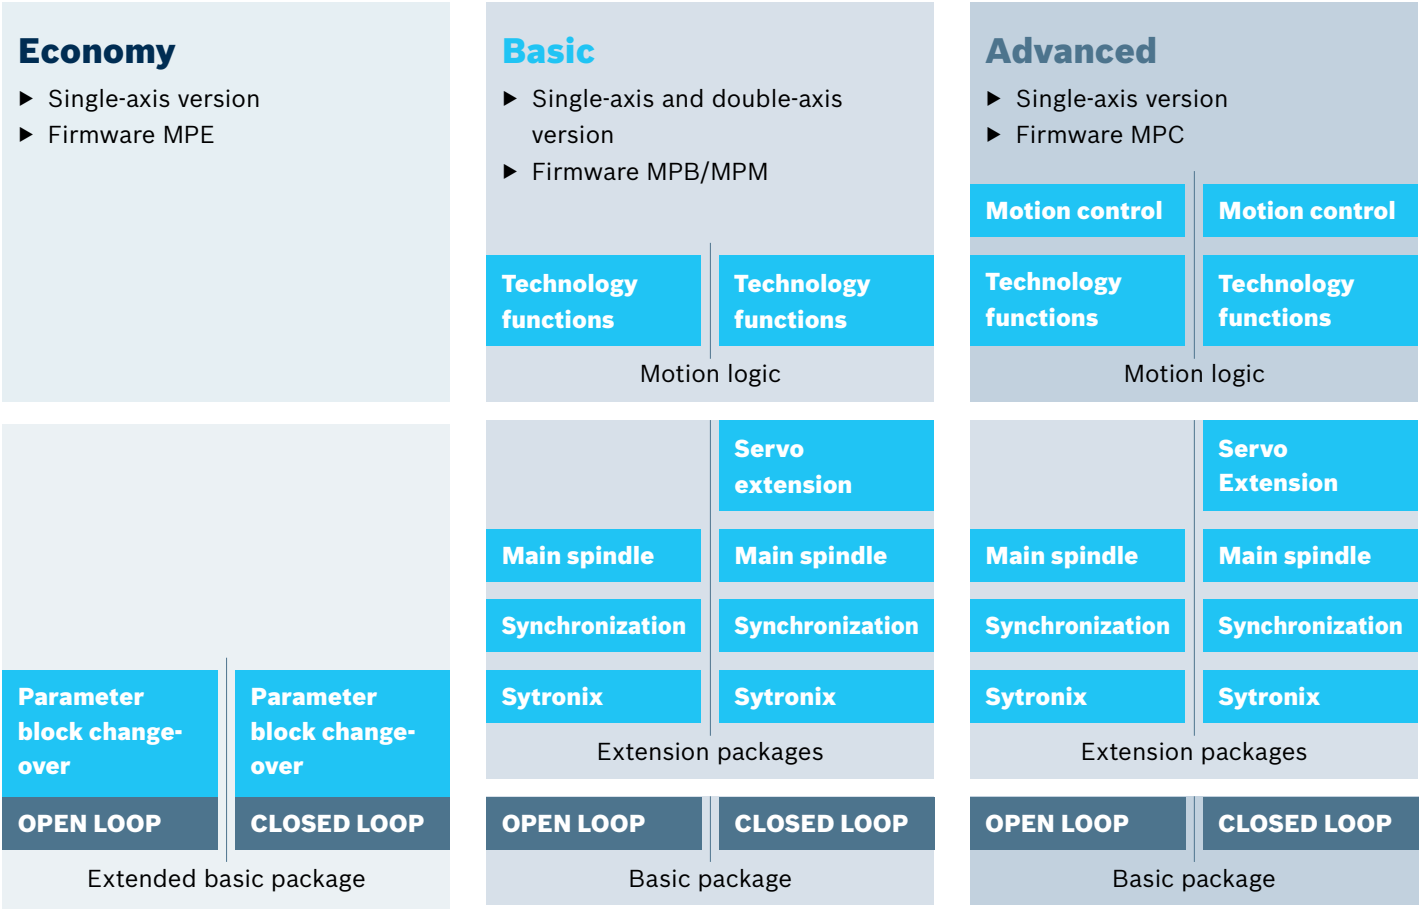 Economy
▶ Single-axis version
▶ Firmware MPE
Parameter
block change-
over
Parameter
block change-
over
OPEN LOOP
CLOSED LOOP
Extended basic package
Basic
▶ Single-axis and double-axis
version
▶ Firmware MPB/MPM
Technology
functions
Technology
functions
Motion logic
Servo
extension
Main spindle
Main spindle
Synchronization
Synchronization
Sytronix
Sytronix
Extension packages
OPEN LOOP
CLOSED LOOP
Basic package
Advanced
▶ Single-axis version
▶ Firmware MPC
Motion control
Motion control
Technology
functions
Technology
functions
Motion logic
Servo
Extension
Main spindle
Main spindle
Synchronization
Synchronization
Sytronix
Sytronix
Extension packages
OPEN LOOP
CLOSED LOOP
Basic package